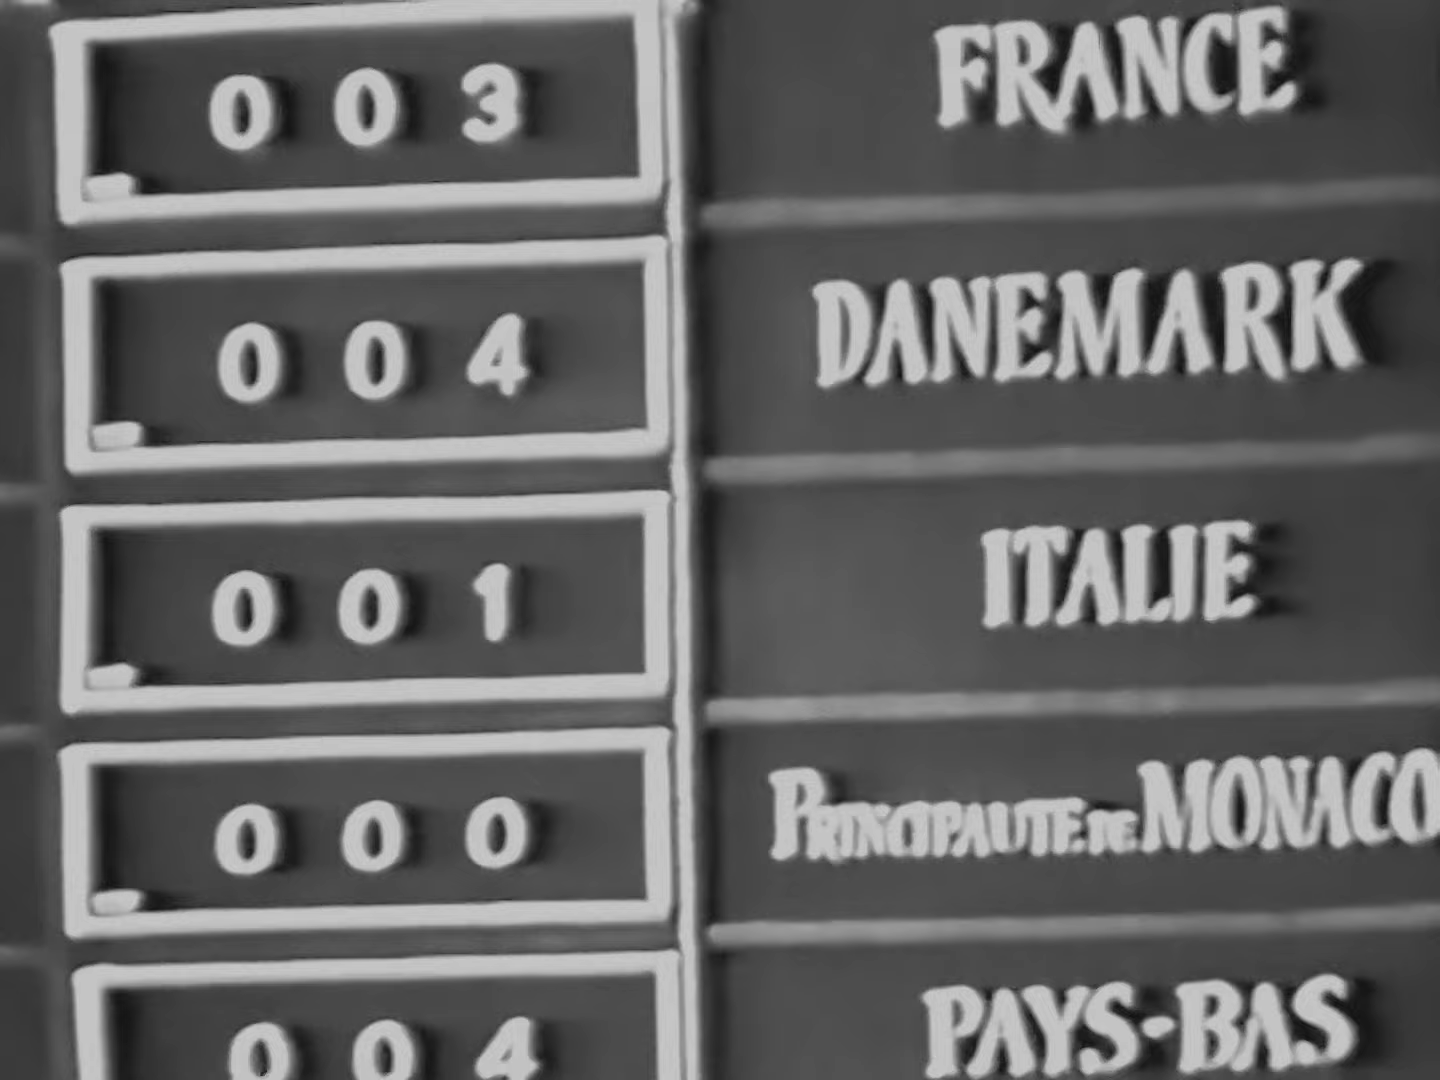 003 FRANCE
004 DANEMARK
001 ITALIE
000 PRINCIPAUTE DE MONACO
004 PAYS-BAS